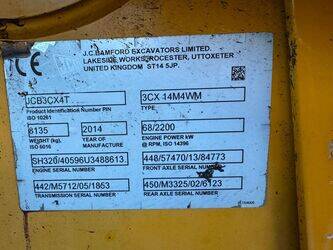 CE
J.C.BAMFORD EXCAVATORS LIMITED.
LAKESIDE WORKS, ROCESTER, UTTOXETER
UNITED KINGDOM ST14 5JP.
JCB3CX4T
Product Identification Number PIN
ISO 10261
3CX 14M4WM
8135
2014
68/2200
WEIGHT, kg
ISO 6016
YEAR OF
MANUFACTURE
ENGINE POWER kW
@ RPM, ISO 14396
SH320/40596U3488613
448/57470/13/84773
ENGINE SERIAL NUMBER
FRONT AXLE SERIAL NUMBER
442/M5712/05/1853
450/M3325/02/6123
TRANSMISSION SERIAL NUMBER
REAR AXLE SERIAL NUMBER